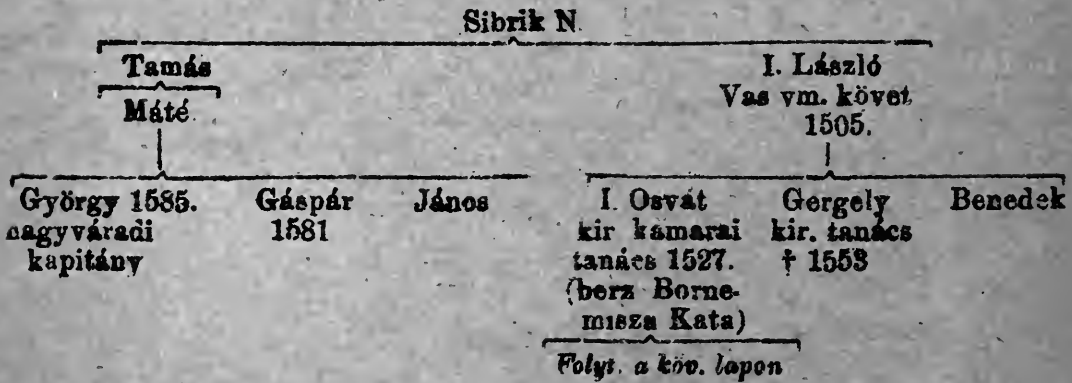 Sibrik N.
Tamás
Máté
I. László
Vas vm. követ
1505.
György 1585.
nagyváradi
kapitány
Gáspár
1581
János
I. Osvát
kir kamarai
tanács 1527.
(berz Borne-
misza Kata)
Folyt. a köv. lapon
Gergely
kir. tanács
† 1553
Benedek